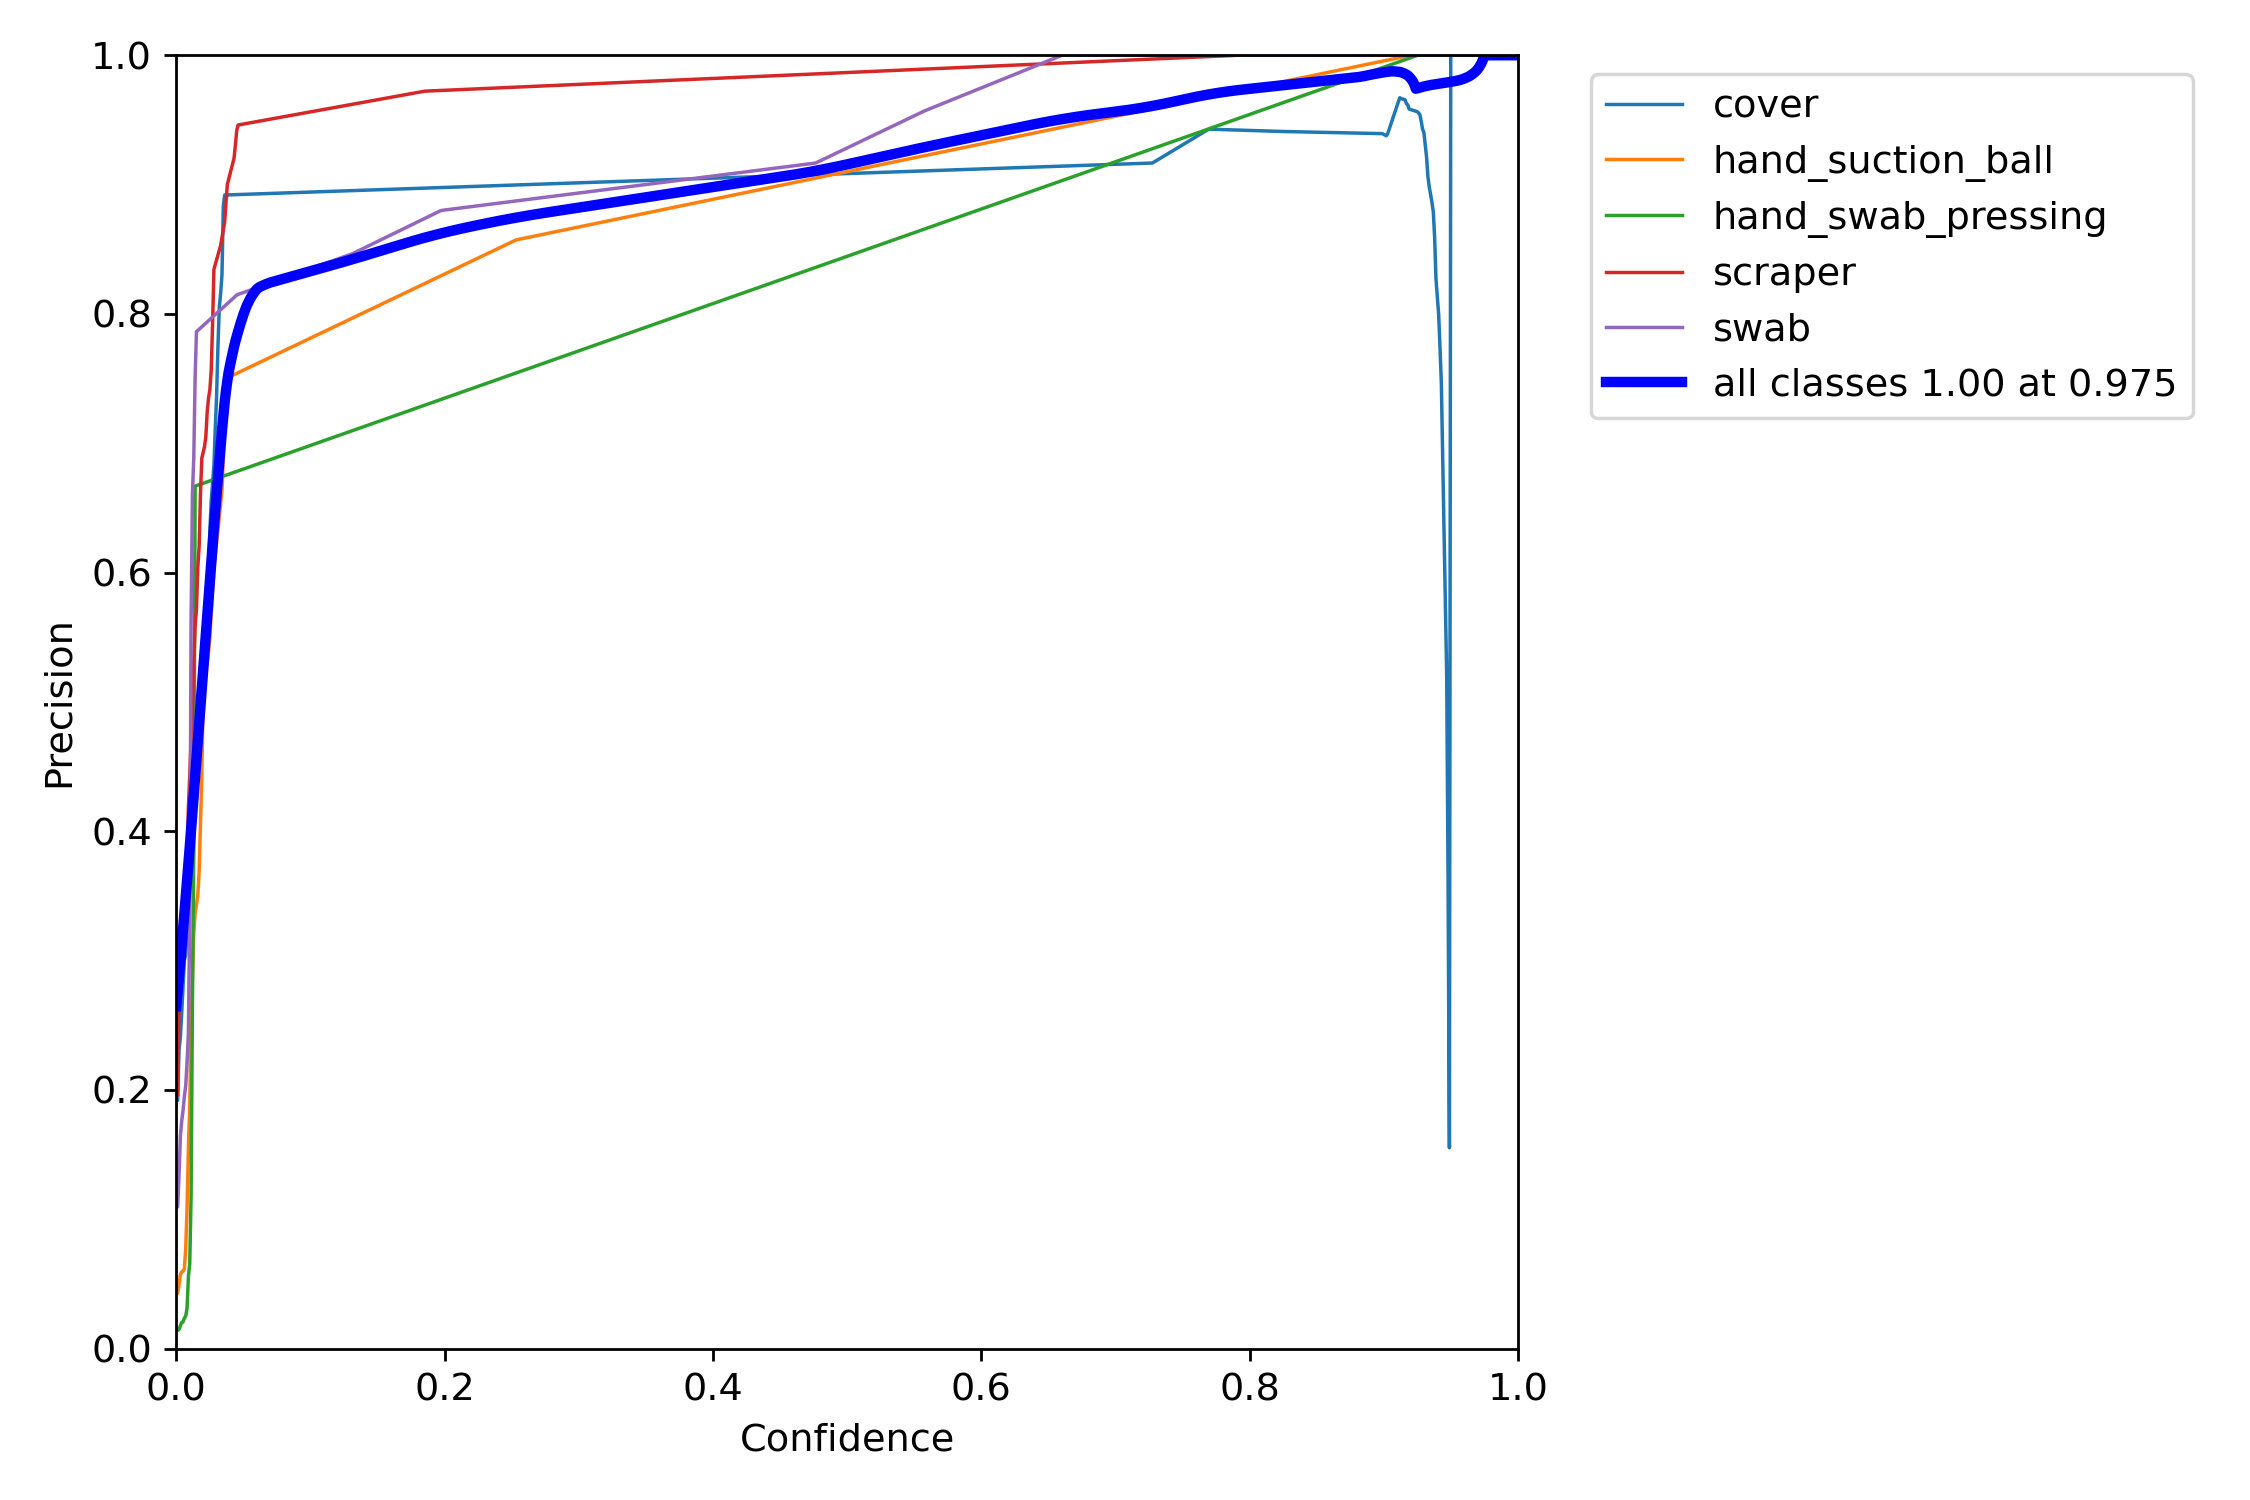 1.0
0.8
0.6
0.4
0.2
0.0
Precision
0.0 0.2 0.4 0.6 0.8 1.0
Confidence
cover
hand_suction_ball
hand_swab_pressing
scraper
swab
all classes 1.00 at 0.975